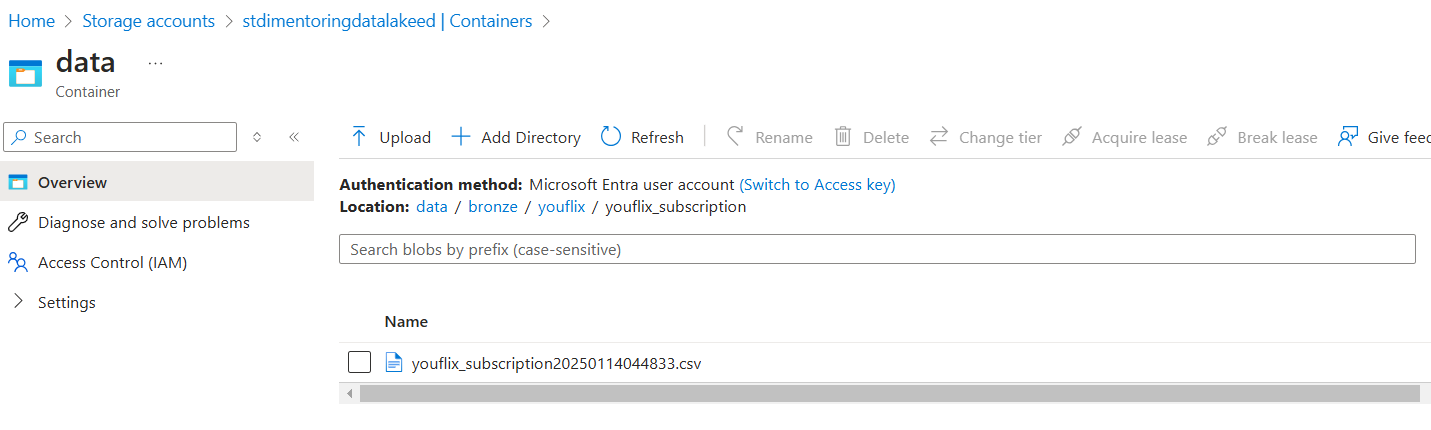 Home > Storage accounts > stdimentoringdatalakeed | Containers >
data ...
Container
Search
Upload Add Directory Refresh Rename Delete Change tier Acquire lease Break lease Give feed
Overview
Diagnose and solve problems
Access Control (IAM)
Settings
Authentication method: Microsoft Entra user account (Switch to Access key)
Location: data / bronze / youflix / youflix_subscription
Search blobs by prefix (case-sensitive)
Name
youflix_subscription20250114044833.csv